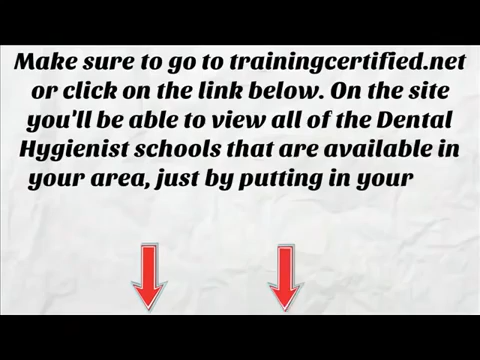 Make sure to go to trainingcertified.net
or click on the link below. On the site
you'll be able to view all of the Dental
Hygienist schools that are available in
your area, just by putting in your